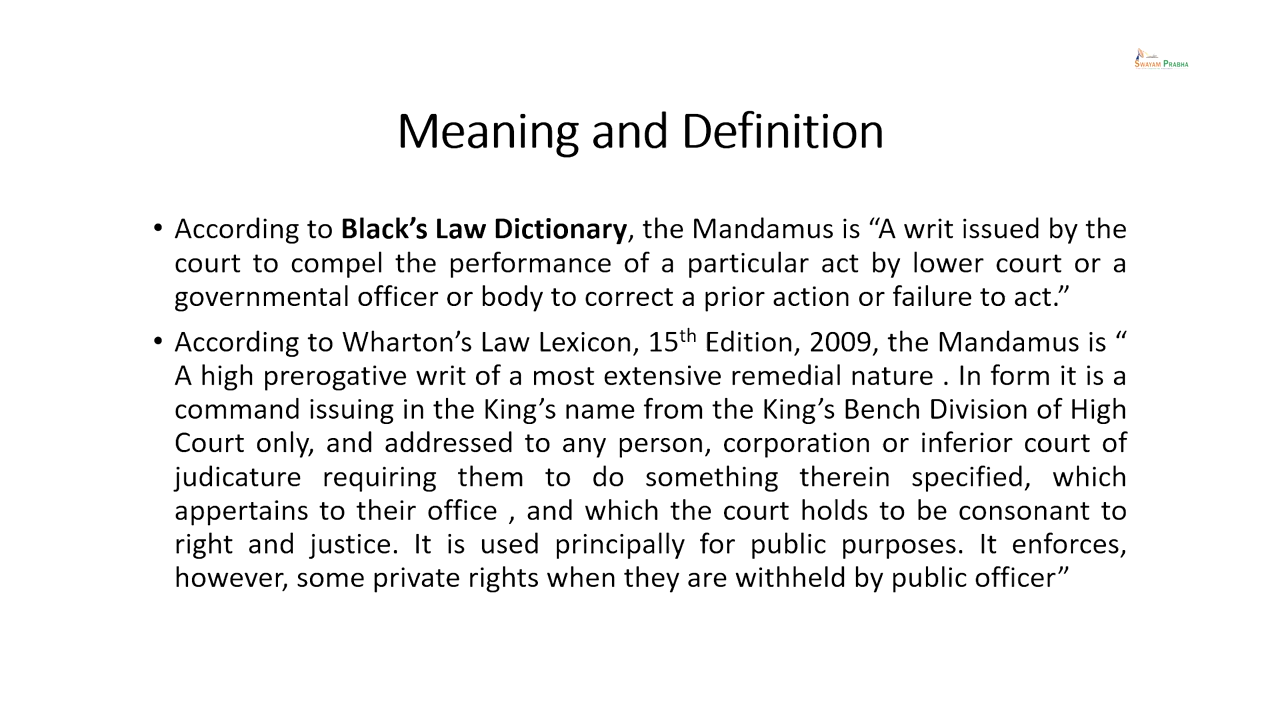 SWAYAM PRABHA
Meaning and Definition
• According to Black’s Law Dictionary, the Mandamus is “A writ issued by the
court to compel the performance of a particular act by lower court or a
governmental officer or body to correct a prior action or failure to act.”
• According to Wharton’s Law Lexicon, 15th Edition, 2009, the Mandamus is “
A high prerogative writ of a most extensive remedial nature . In form it is a
command issuing in the King’s name from the King’s Bench Division of High
Court only, and addressed to any person, corporation or inferior court of
judicature requiring them to do something therein specified, which
appertains to their office , and which the court holds to be consonant to
right and justice. It is used principally for public purposes. It enforces,
however, some private rights when they are withheld by public officer”